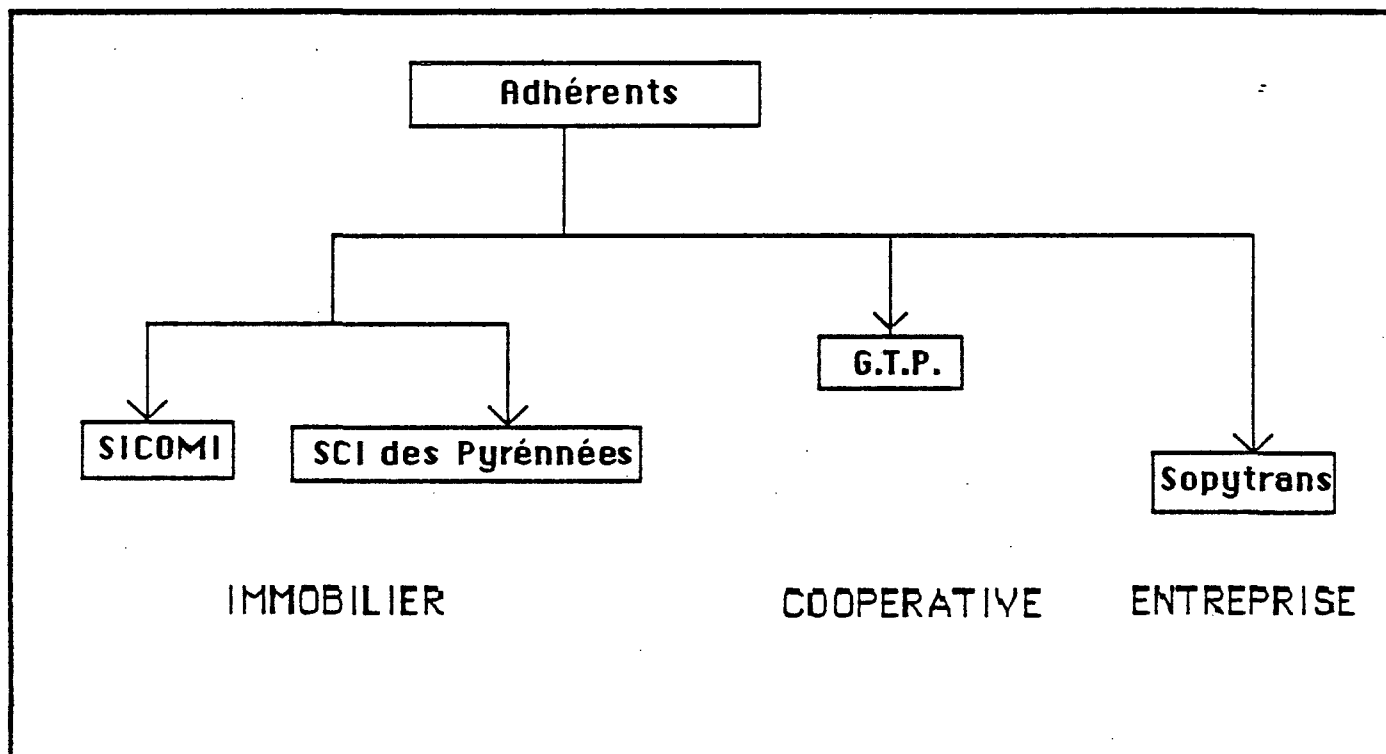 Adhérents
G.T.P.
SICOMI
SCI des Pyrénnées
Sopytrans
IMMOBILIER
COOPERATIVE
ENTREPRISE